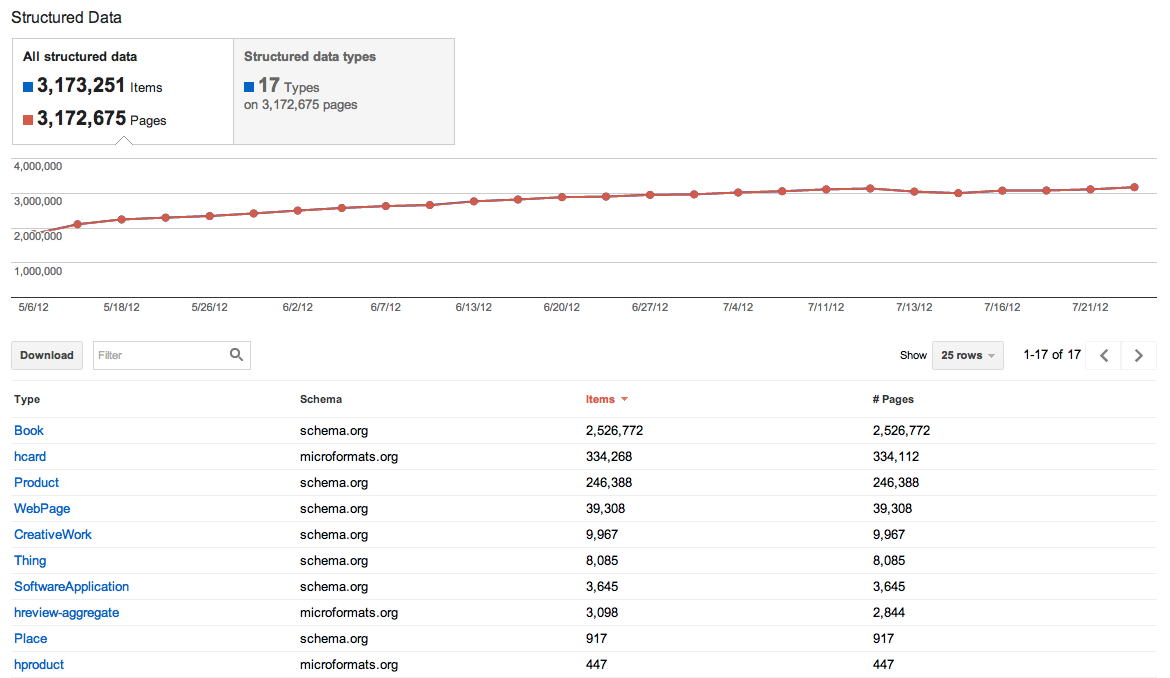 Structured Data
All structured data
3,173,251 Items
3,172,675 Pages
Structured data types
17 Types
on 3,172,675 pages
4,000,000
3,000,000
2,000,000
1,000,000
5/6/12 5/18/12 5/26/12 6/2/12 6/7/12 6/13/12 6/20/12 6/27/12 7/4/12 7/11/12 7/13/12 7/16/12 7/21/12
Download Filter Show 25 rows 1-17 of 17
Type Schema Items # Pages
Book schema.org 2,526,772 2,526,772
hcard microformats.org 334,268 334,112
Product schema.org 246,388 246,388
WebPage schema.org 39,308 39,308
CreativeWork schema.org 9,967 9,967
Thing schema.org 8,085 8,085
SoftwareApplication schema.org 3,645 3,645
hreview-aggregate microformats.org 3,098 2,844
Place schema.org 917 917
hproduct microformats.org 447 447